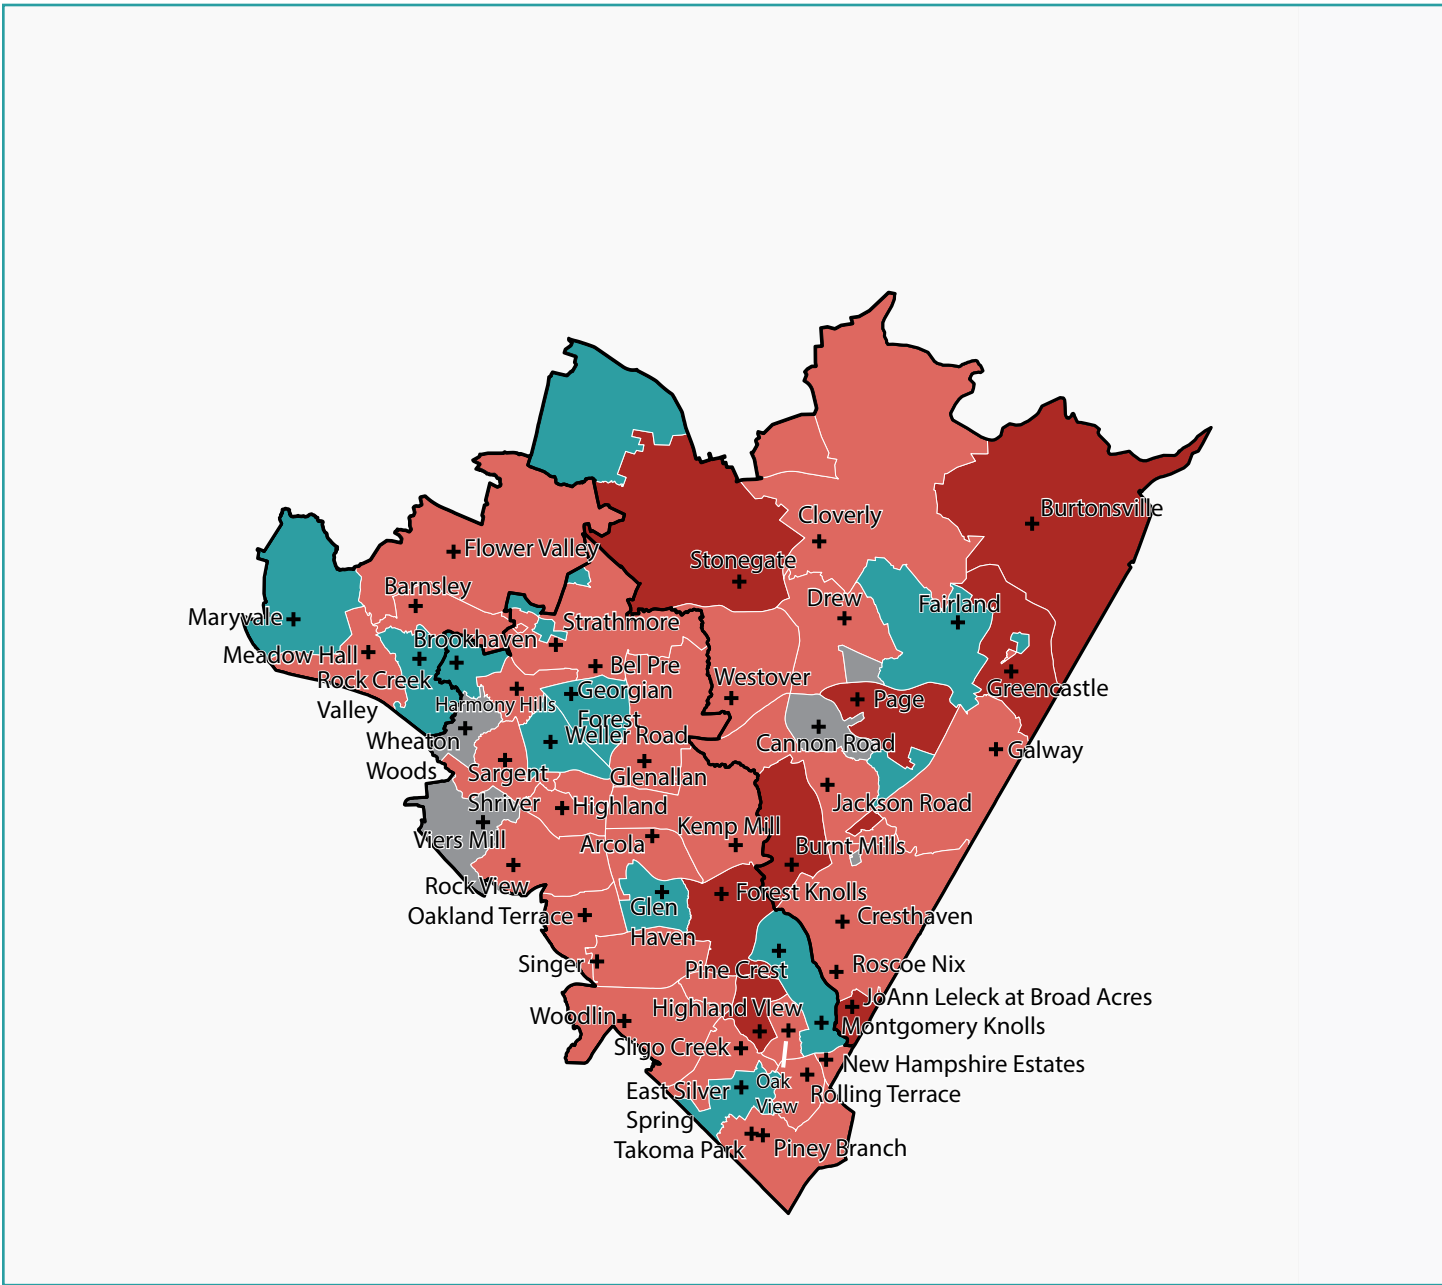 Burtonsville
Cloverly
Flower Valley
Stonegate
Barnsley
Drew
Fairland
Maryvale
Strathmore
Brookhaven
Meadow Hall
Bel Pre
Rock Creek
Valley
Westover
Greencastle
Georgian
Forest
Page
Harmony Hills
Weller Road
Wheaton
Woods
Cannon Road
Galway
Sargent
Shriver
Glenallan
Highland
Jackson Road
Kemp Mill
Viers Mill
Arcola
Burnt Mills
Rock View
Forest Knolls
Glen
Haven
Oakland Terrace
Cresthaven
Singer
Pine Crest
Roscoe Nix
JoAnn Leleck at Broad Acres
Highland View
Woodlin
Montgomery Knolls
Sligo Creek
New Hampshire Estates
Oak
View
East Silver
Spring
Rolling Terrace
Takoma Park
Piney Branch